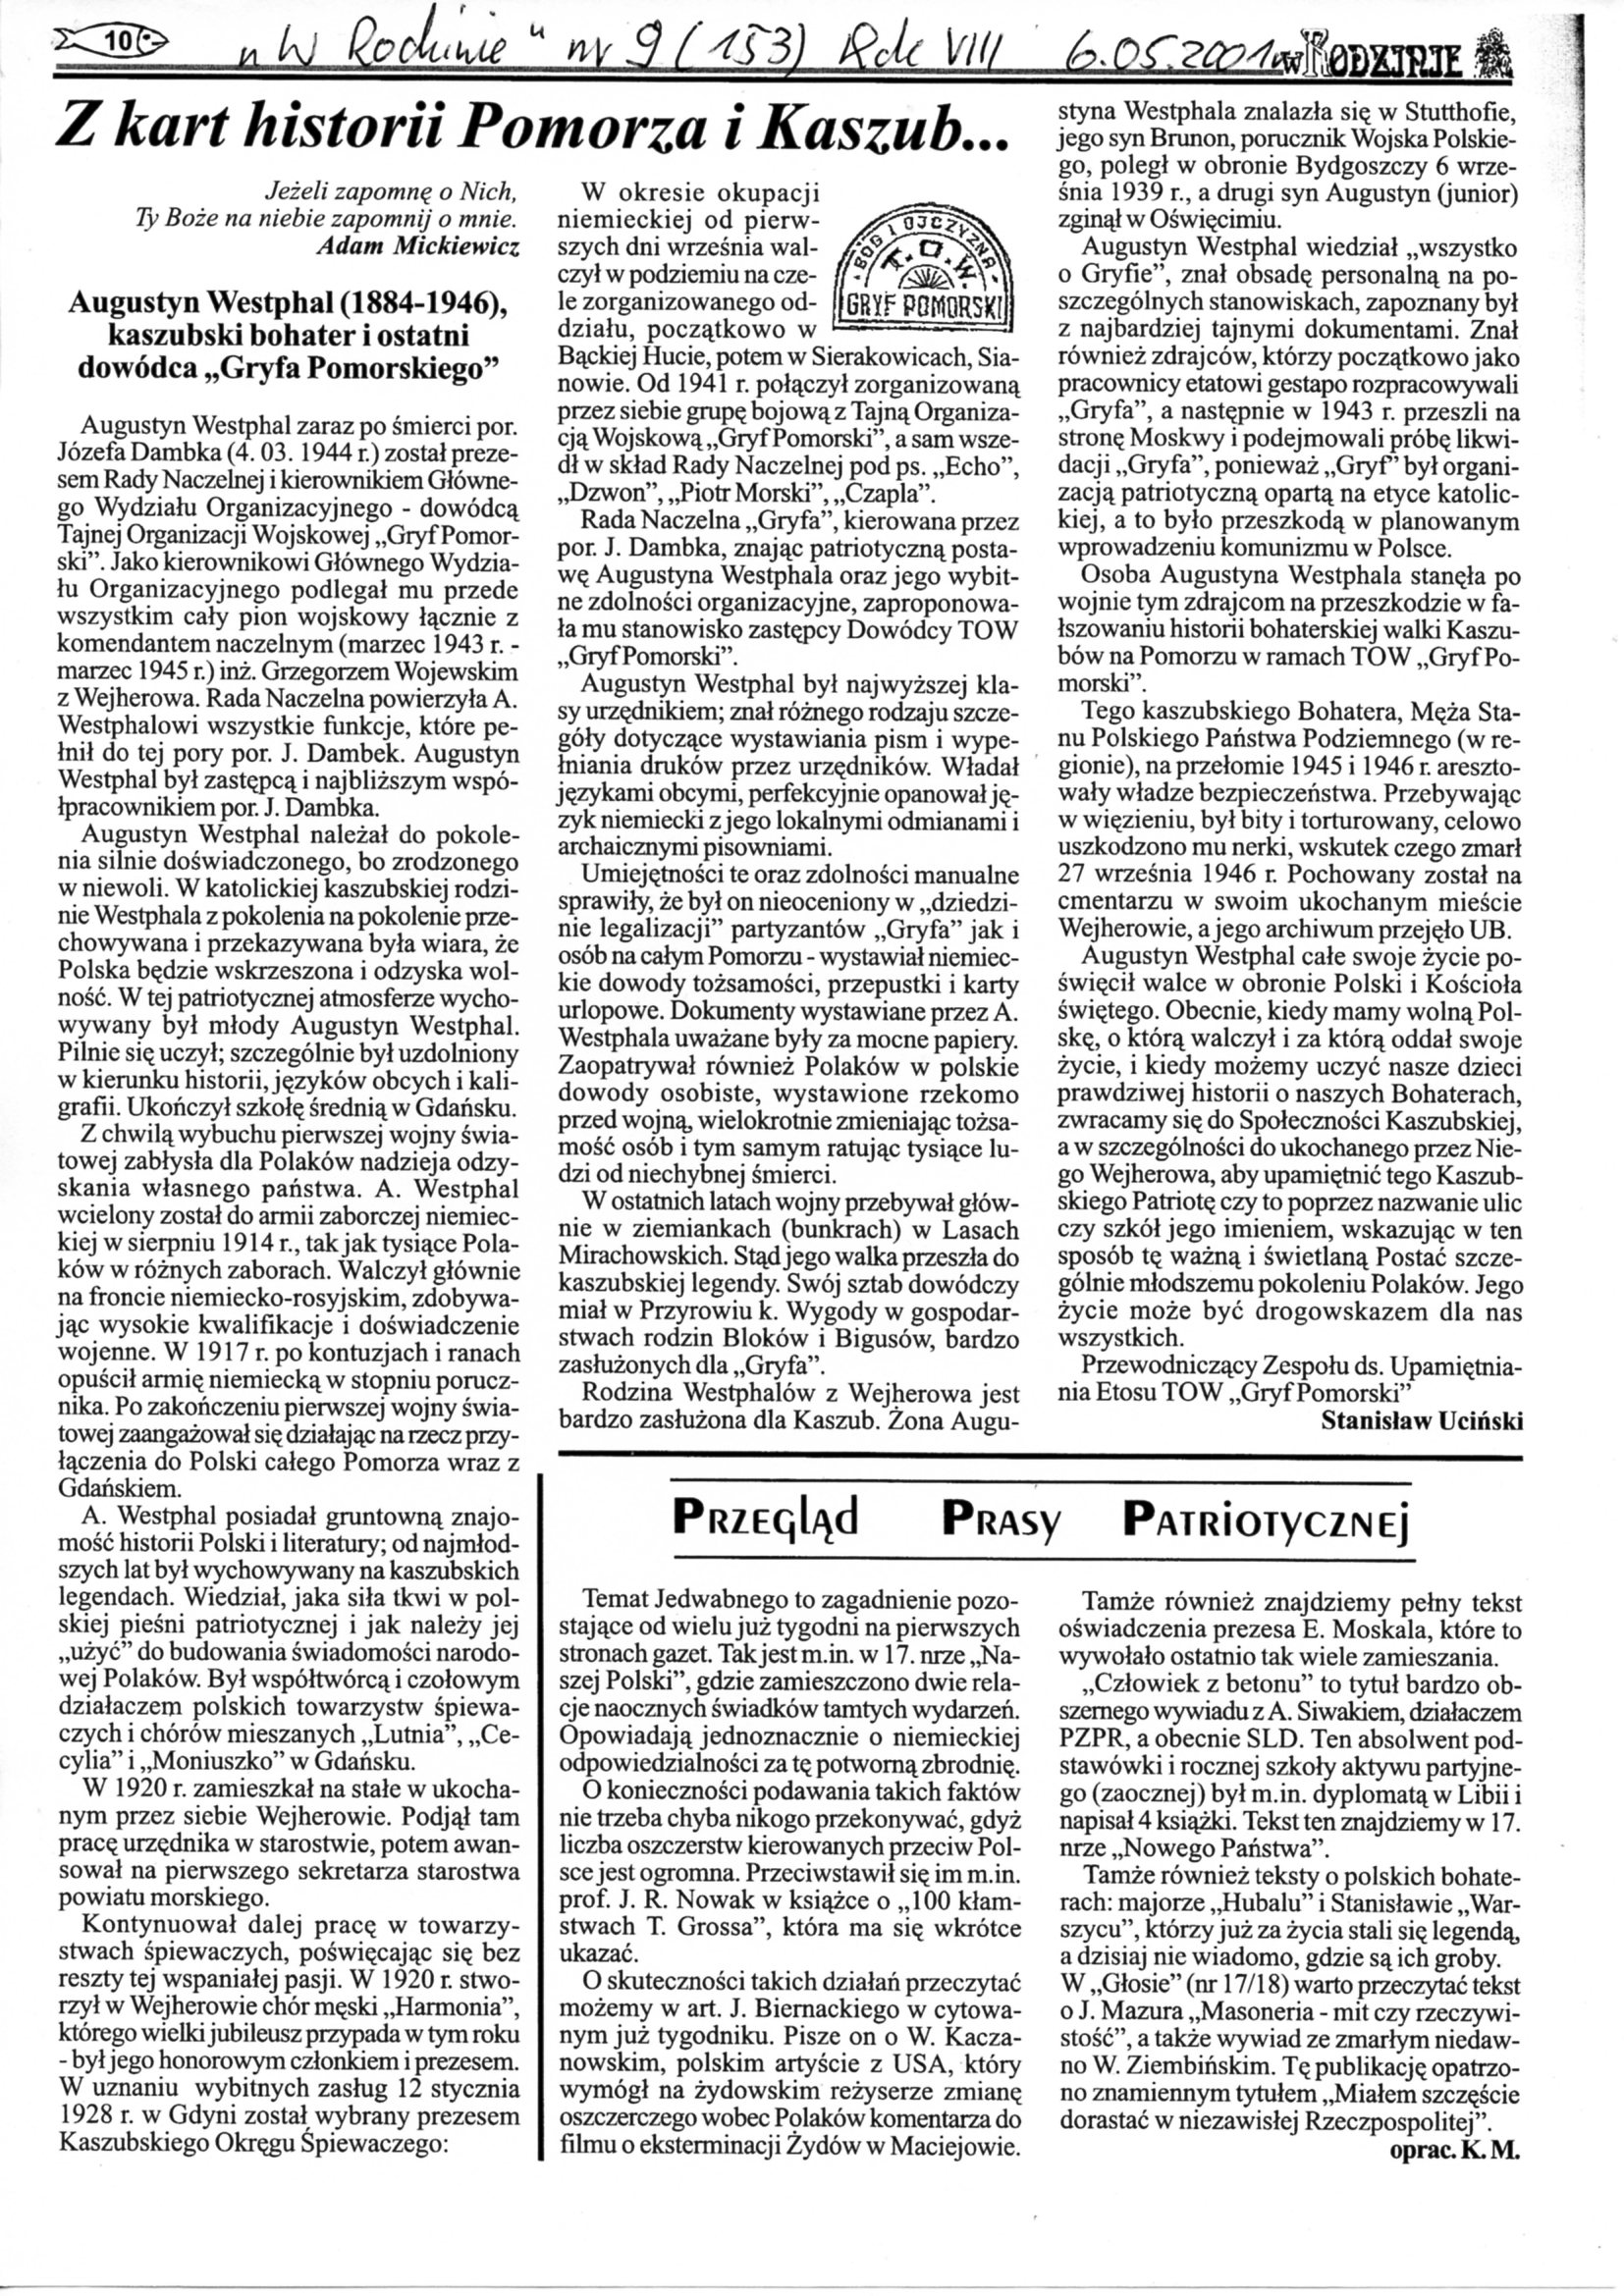 10
„W Rodzinie" nr 9 (153) Rok VIII 6.05.2001r.
W RODZINIE
Z kart historii Pomorza i Kaszub...
Jeżeli zapomnę o Nich,
Ty Boże na niebie zapomnij o mnie.
Adam Mickiewicz
Augustyn Westphal (1884-1946),
kaszubski bohater i ostatni
dowódca „Gryfa Pomorskiego”
Augustyn Westphal zaraz po śmierci por.
Józefa Dambka (4. 03. 1944 r.) został preze-
sem Rady Naczelnej i kierownikiem Główne-
go Wydziału Organizacyjnego - dowódcą
Tajnej Organizacji Wojskowej „Gryf Pomor-
ski”. Jako kierownikowi Głównego Wydzia-
łu Organizacyjnego podlegał mu przede
wszystkim cały pion wojskowy łącznie z
komendantem naczelnym (marzec 1943 r. -
marzec 1945 r.) inż. Grzegorzem Wojewskim
z Wejherowa. Rada Naczelna powierzyła A.
Westphalowi wszystkie funkcje, które pe-
łnił do tej pory por. J. Dambek. Augustyn
Westphal był zastępcą i najbliższym wspó-
łpracownikiem por. J. Dambka.
Augustyn Westphal należał do pokole-
nia silnie doświadczonego, bo zrodzonego
w niewoli. W katolickiej kaszubskiej rodzi-
nie Westphala z pokolenia na pokolenie prze-
chowywana i przekazywana była wiara, że
Polska będzie wskrzeszona i odzyska wol-
ność. W tej patriotycznej atmosferze wycho-
wywany był młody Augustyn Westphal.
Pilnie się uczył; szczególnie był uzdolniony
w kierunku historii, języków obcych i kali-
grafii. Ukończył szkołę średnią w Gdańsku.
Z chwilą wybuchu pierwszej wojny świa-
towej zabłysła dla Polaków nadzieja odzy-
skania własnego państwa. A. Westphal
wcielony został do armii zaborczej niemiec-
kiej w sierpniu 1914 r., tak jak tysiące Pola-
ków w różnych zaborach. Walczył głównie
na froncie niemiecko-rosyjskim, zdobywa-
jąc wysokie kwalifikacje i doświadczenie
wojenne. W 1917 r. po kontuzjach i ranach
opuścił armię niemiecką w stopniu porucz-
nika. Po zakończeniu pierwszej wojny świa-
towej zaangażował się działając na rzecz przy-
łączenia do Polski całego Pomorza wraz z
Gdańskiem.
A. Westphal posiadał gruntowną znajo-
mość historii Polski i literatury; od najmłod-
szych lat był wychowywany na kaszubskich
legendach. Wiedział, jaka siła tkwi w pol-
skiej pieśni patriotycznej i jak należy jej
„użyć” do budowania świadomości narodo-
wej Polaków. Był współtwórcą i czołowym
działaczem polskich towarzystw śpiewa-
czych i chórów mieszanych „Lutnia”, „Ce-
cylia” i „Moniuszko” w Gdańsku.
W 1920 r. zamieszkał na stałe w ukocha-
nym przez siebie Wejherowie. Podjął tam
pracę urzędnika w starostwie, potem awan-
sował na pierwszego sekretarza starostwa
powiatu morskiego.
Kontynuował dalej pracę w towarzy-
stwach śpiewaczych, poświęcając się bez
reszty tej wspaniałej pasji. W 1920 r. stwo-
rzył w Wejherowie chór męski „Harmonia”,
którego wielki jubileusz przypada w tym roku
- był jego honorowym członkiem i prezesem.
W uznaniu wybitnych zasług 12 stycznia
1928 r. w Gdyni został wybrany prezesem
Kaszubskiego Okręgu Śpiewaczego:
W okresie okupacji
niemieckiej od pierw-
szych dni września wal-
czył w podziemiu na cze-
le zorganizowanego od-
działu, początkowo w
BÓG I OJCZYZNA
T.O.W.
GRYF POMORSKI
Bąckiej Hucie, potem w Sierakowicach, Sia-
nowie. Od 1941 r. połączył zorganizowaną
przez siebie grupę bojową z Tajną Organiza-
cją Wojskową „Gryf Pomorski”, a sam wsze-
dł w skład Rady Naczelnej pod ps. „Echo”,
„Dzwon”, „Piotr Morski”, „Czapla”.
Rada Naczelna „Gryfa”, kierowana przez
por. J. Dambka, znając patriotyczną posta-
wę Augustyna Westphala oraz jego wybit-
ne zdolności organizacyjne, zaproponowa-
ła mu stanowisko zastępcy Dowódcy TOW
„Gryf Pomorski”.
Augustyn Westphal był najwyższej kla-
sy urzędnikiem; znał różnego rodzaju szcze-
góły dotyczące wystawiania pism i wype-
łniania druków przez urzędników. Władał
językami obcymi, perfekcyjnie opanował ję-
zyk niemiecki z jego lokalnymi odmianami i
archaicznymi pisowniami.
Umiejętności te oraz zdolności manualne
sprawiły, że był on nieoceniony w „dziedzi-
nie legalizacji” partyzantów „Gryfa” jak i
osób na całym Pomorzu - wystawiał niemiec-
kie dowody tożsamości, przepustki i karty
urlopowe. Dokumenty wystawiane przez A.
Westphala uważane były za mocne papiery.
Zaopatrywał również Polaków w polskie
dowody osobiste, wystawione rzekomo
przed wojną, wielokrotnie zmieniając tożsa-
mość osób i tym samym ratując tysiące lu-
dzi od niechybnej śmierci.
W ostatnich latach wojny przebywał głów-
nie w ziemiankach (bunkrach) w Lasach
Mirachowskich. Stąd jego walka przeszła do
kaszubskiej legendy. Swój sztab dowódczy
miał w Przyrowiu k. Wygody w gospodar-
stwach rodzin Bloków i Bigusów, bardzo
zasłużonych dla „Gryfa”.
Rodzina Westphalów z Wejherowa jest
bardzo zasłużona dla Kaszub. Żona Augu-
styna Westphala znalazła się w Stutthofie,
jego syn Brunon, porucznik Wojska Polskie-
go, poległ w obronie Bydgoszczy 6 wrze-
śnia 1939 r., a drugi syn Augustyn (junior)
zginął w Oświęcimiu.
Augustyn Westphal wiedział „wszystko
o Gryfie”, znał obsadę personalną na po-
szczególnych stanowiskach, zapoznany był
z najbardziej tajnymi dokumentami. Znał
również zdrajców, którzy początkowo jako
pracownicy etatowi gestapo rozpracowywali
„Gryfa”, a następnie w 1943 r. przeszli na
stronę Moskwy i podejmowali próbę likwi-
dacji „Gryfa”, ponieważ „Gryf” był organi-
zacją patriotyczną opartą na etyce katolic-
kiej, a to było przeszkodą w planowanym
wprowadzeniu komunizmu w Polsce.
Osoba Augustyna Westphala stanęła po
wojnie tym zdrajcom na przeszkodzie w fa-
łszowaniu historii bohaterskiej walki Kaszu-
bów na Pomorzu w ramach TOW „Gryf Po-
morski”.
Tego kaszubskiego Bohatera, Męża Sta-
nu Polskiego Państwa Podziemnego (w re-
gionie), na przełomie 1945 i 1946 r. areszto-
wały władze bezpieczeństwa. Przebywając
w więzieniu, był bity i torturowany, celowo
uszkodzono mu nerki, wskutek czego zmarł
27 września 1946 r. Pochowany został na
cmentarzu w swoim ukochanym mieście
Wejherowie, a jego archiwum przejęło UB.
Augustyn Westphal całe swoje życie po-
święcił walce w obronie Polski i Kościoła
świętego. Obecnie, kiedy mamy wolną Pol-
skę, o którą walczył i za którą oddał swoje
życie, i kiedy możemy uczyć nasze dzieci
prawdziwej historii o naszych Bohaterach,
zwracamy się do Społeczności Kaszubskiej,
a w szczególności do ukochanego przez Nie-
go Wejherowa, aby upamiętnić tego Kaszub-
skiego Patriotę czy to poprzez nazwanie ulic
czy szkół jego imieniem, wskazując w ten
sposób tę ważną i świetlaną Postać szcze-
gólnie młodszemu pokoleniu Polaków. Jego
życie może być drogowskazem dla nas
wszystkich.
Przewodniczący Zespołu ds. Upamiętnia-
nia Etosu TOW „Gryf Pomorski”
Stanisław Uciński
Przegląd Prasy Patriotycznej
Temat Jedwabnego to zagadnienie pozo-
stające od wielu już tygodni na pierwszych
stronach gazet. Tak jest m.in. w 17. nrze „Na-
szej Polski”, gdzie zamieszczono dwie rela-
cje naocznych świadków tamtych wydarzeń.
Opowiadają jednoznacznie o niemieckiej
odpowiedzialności za tę potworną zbrodnię.
O konieczności podawania takich faktów
nie trzeba chyba nikogo przekonywać, gdyż
liczba oszczerstw kierowanych przeciw Pol-
sce jest ogromna. Przeciwstawił się im m.in.
prof. J. R. Nowak w książce o „100 kłam-
stwach T. Grossa”, która ma się wkrótce
ukazać.
O skuteczności takich działań przeczytać
możemy w art. J. Biernackiego w cytowa-
nym już tygodniku. Pisze on o W. Kacza-
nowskim, polskim artyście z USA, który
wymógł na żydowskim reżyserze zmianę
oszczerczego wobec Polaków komentarza do
filmu o eksterminacji Żydów w Maciejowie.
Tamże również znajdziemy pełny tekst
oświadczenia prezesa E. Moskala, które to
wywołało ostatnio tak wiele zamieszania.
„Człowiek z betonu” to tytuł bardzo ob-
szernego wywiadu z A. Siwakiem, działaczem
PZPR, a obecnie SLD. Ten absolwent pod-
stawówki i rocznej szkoły aktywu partyjne-
go (zaocznej) był m.in. dyplomatą w Libii i
napisał 4 książki. Tekst ten znajdziemy w 17.
nrze „Nowego Państwa”.
Tamże również teksty o polskich bohate-
rach: majorze „Hubalu” i Stanisławie „War-
szycu”, którzy już za życia stali się legendą,
a dzisiaj nie wiadomo, gdzie są ich groby.
W „Głosie” (nr 17/18) warto przeczytać tekst
o J. Mazura „Masoneria - mit czy rzeczywi-
stość”, a także wywiad ze zmarłym niedaw-
no W. Ziembińskim. Tę publikację opatrzo-
no znamiennym tytułem „Miałem szczęście
dorastać w niezawisłej Rzeczpospolitej”.
oprac. K. M.